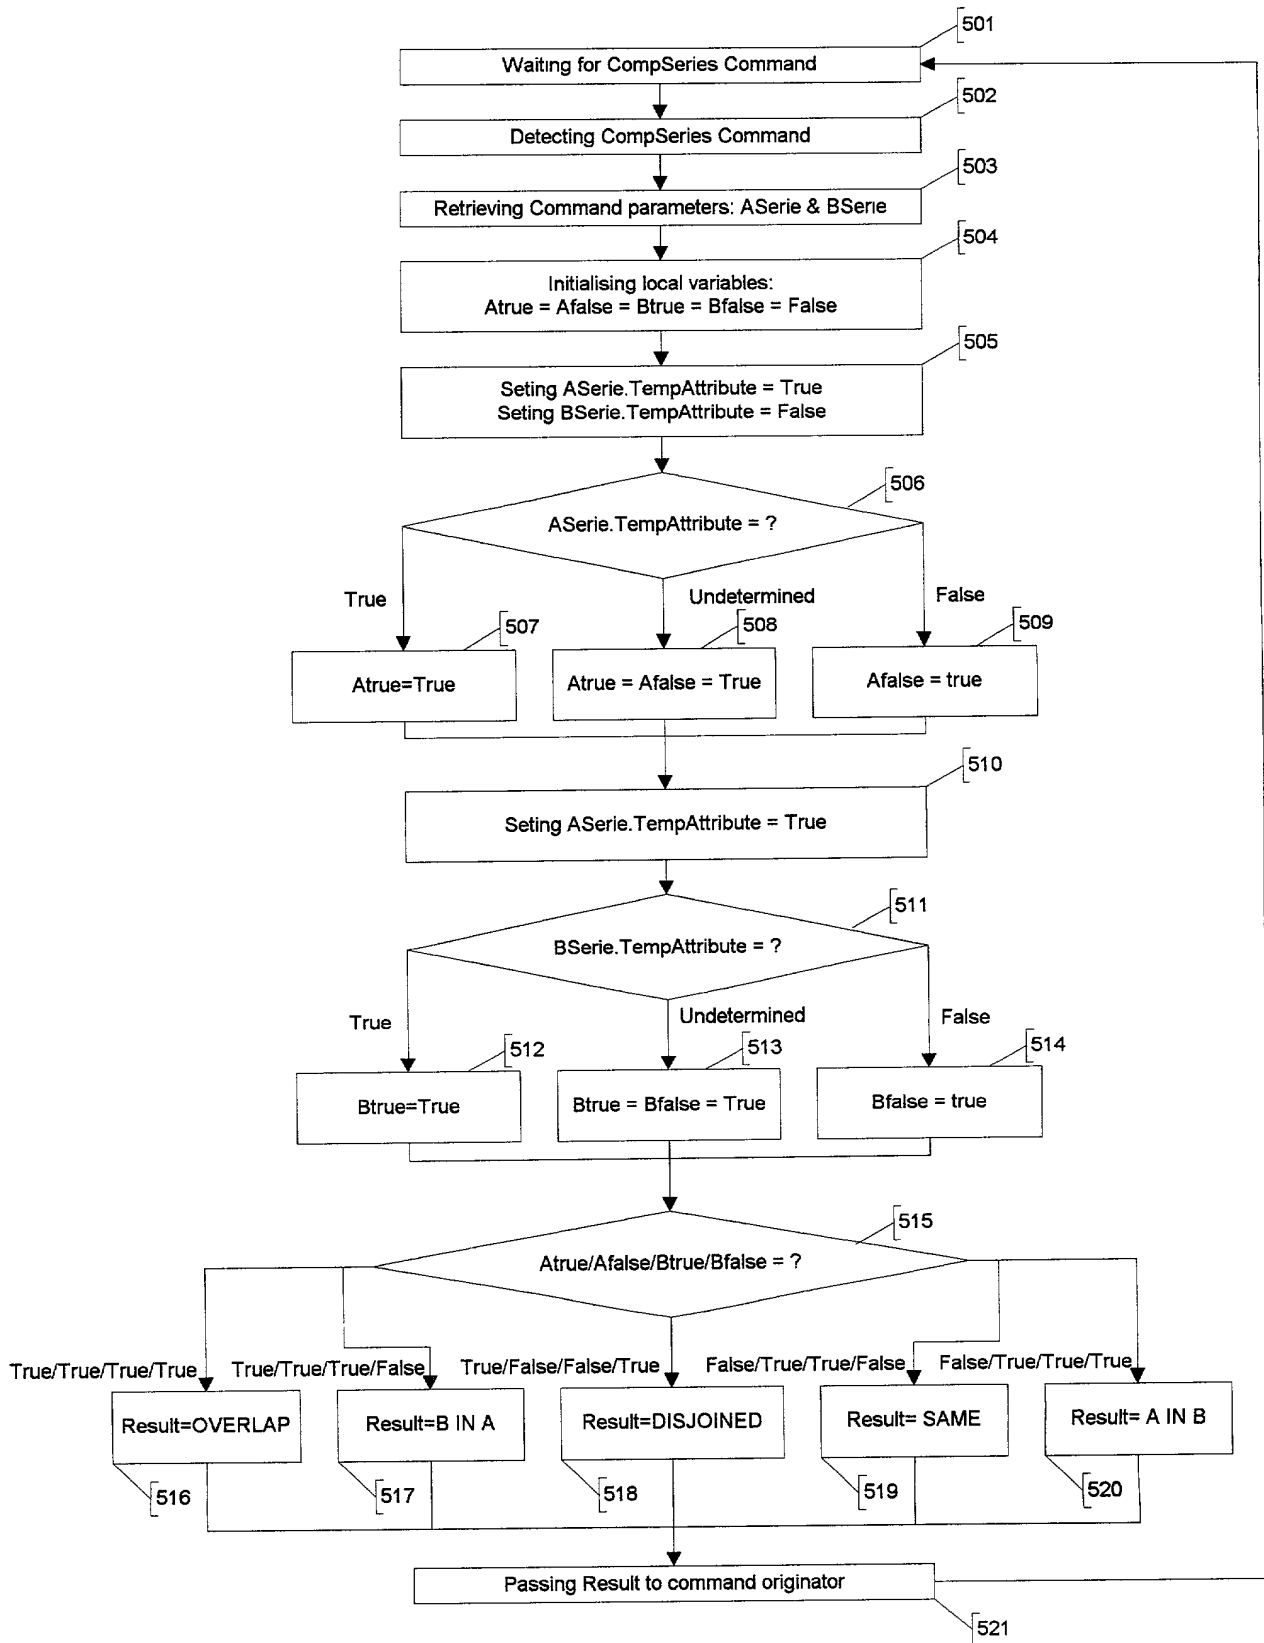 501
Waiting for CompSeries Command
502
Detecting CompSeries Command
503
Retrieving Command parameters: ASerie & BSerie
504
Initialising local variables:
Atrue = Afalse = Btrue = Bfalse = False
505
Seting ASerie.TempAttribute = True
Seting BSerie.TempAttribute = False
506
ASerie.TempAttribute = ?
True
Undetermined
False
507
508
509
Atrue=True
Atrue = Afalse = True
Afalse = true
510
Seting ASerie.TempAttribute = True
511
BSerie.TempAttribute = ?
True
Undetermined
False
512
513
514
Btrue=True
Btrue = Bfalse = True
Bfalse = true
515
Atrue/Afalse/Btrue/Bfalse = ?
True/True/True/True
True/True/True/False
True/False/False/True
False/True/True/False
False/True/True/True
Result=OVERLAP
Result=B IN A
Result=DISJOINED
Result= SAME
Result= A IN B
516
517
518
519
520
Passing Result to command originator
521